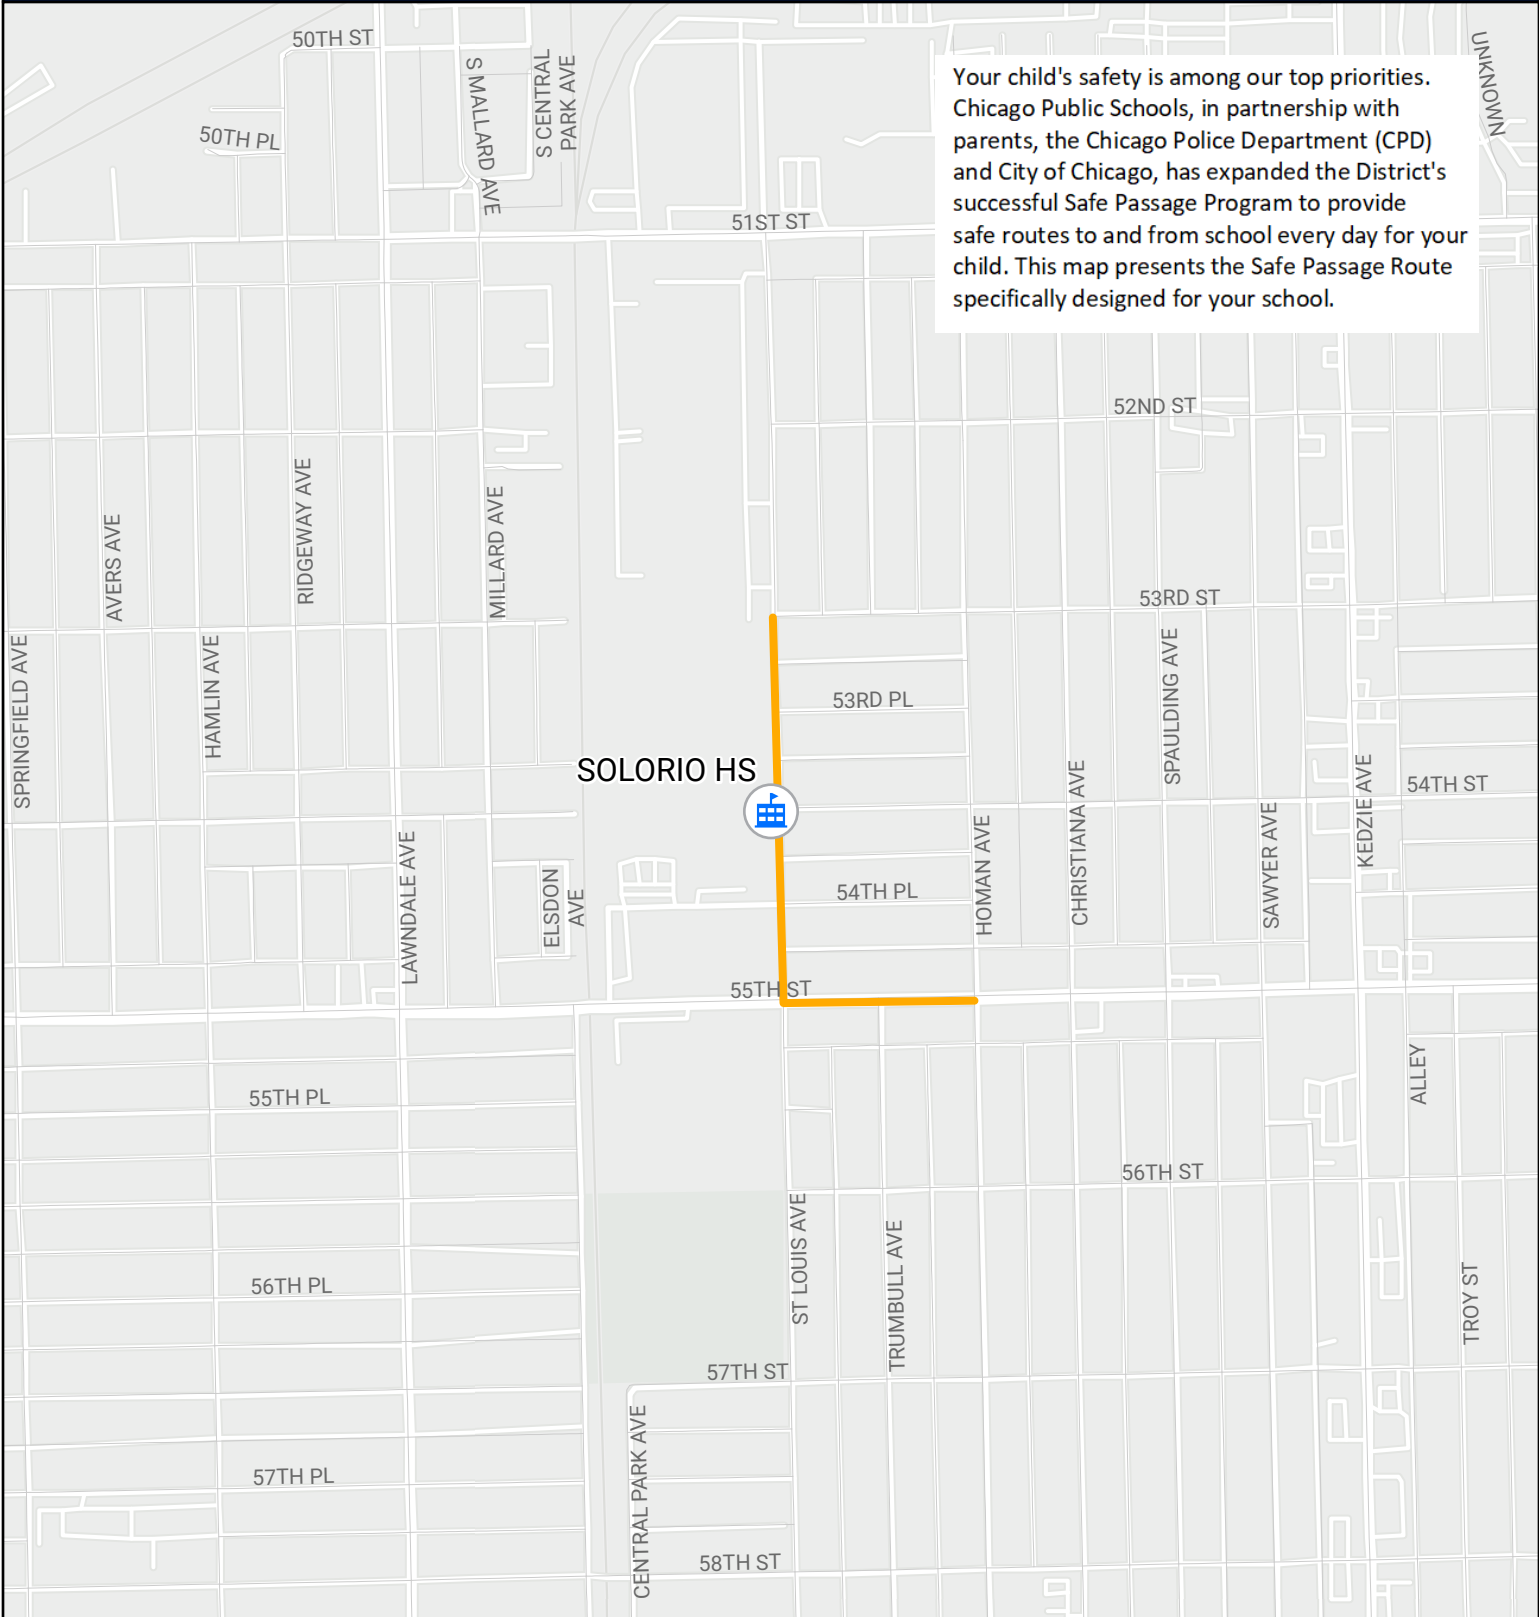 50TH ST
50TH PL
S MALLARD AVE
S CENTRAL
PARK AVE
UNKNOWN
Your child's safety is among our top priorities.
Chicago Public Schools, in partnership with
parents, the Chicago Police Department (CPD)
and City of Chicago, has expanded the District's
successful Safe Passage Program to provide
safe routes to and from school every day for your
child. This map presents the Safe Passage Route
specifically designed for your school.
51ST ST
52ND ST
AVERS AVE
RIDGEWAY AVE
MILLARD AVE
53RD ST
SPRINGFIELD AVE
HAMLIN AVE
53RD PL
SPAULDING AVE
SOLORIO HS
54TH ST
KEDZIE AVE
CHRISTIANA AVE
HOMAN AVE
SAWYER AVE
LAWNDALE AVE
ELSDON
AVE
54TH PL
55TH ST
55TH PL
ALLEY
56TH ST
ST LOUIS AVE
TRUMBULL AVE
56TH PL
TROY ST
57TH ST
CENTRAL PARK AVE
57TH PL
58TH ST